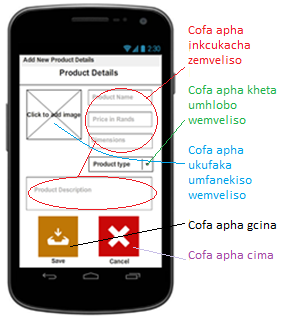 2:30
Add New Product Details
Product Details
Click to add image
Product Name
Price in Rands
Dimensions
Product type
Product Description
Save
Cancel
Cofa apha
inkcukacha
zemveliso
Cofa apha kheta
umhlobo
wemveliso
Cofa apha
ukufaka
umfanekiso
wemveliso
Cofa apha gcina
Cofa apha cima